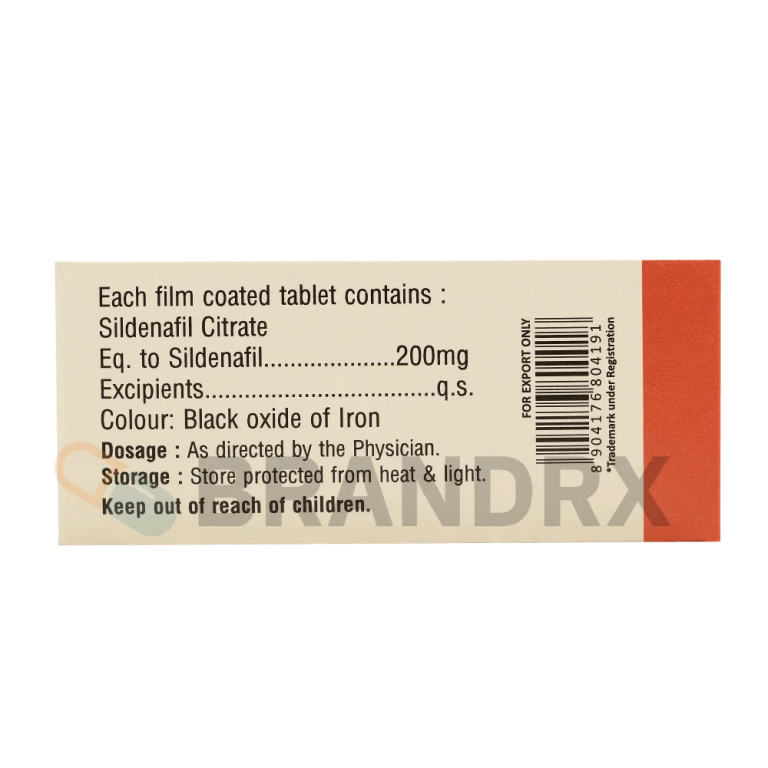 Each film coated tablet contains :
Sildenafil Citrate
Eq. to Sildenafil.....................200mg
Excipients.....................................q.s.
Colour: Black oxide of Iron
Dosage : As directed by the Physician.
Storage : Store protected from heat & light.
Keep out of reach of children.
FOR EXPORT ONLY
8 904176 804191
*Trademark under Registration
BRANDRX